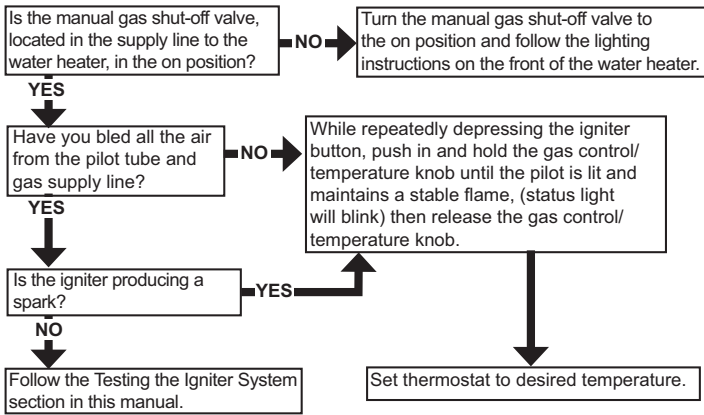 Is the manual gas shut-off valve,
located in the supply line to the
water heater, in the on position?
NO
Turn the manual gas shut-off valve to
the on position and follow the lighting
instructions on the front of the water heater.
YES
Have you bled all the air
from the pilot tube and
gas supply line?
NO
While repeatedly depressing the igniter
button, push in and hold the gas control/
temperature knob until the pilot is lit and
maintains a stable flame, (status light
will blink) then release the gas control/
temperature knob.
YES
Is the igniter producing a
spark?
YES
NO
Follow the Testing the Igniter System
section in this manual.
Set thermostat to desired temperature.